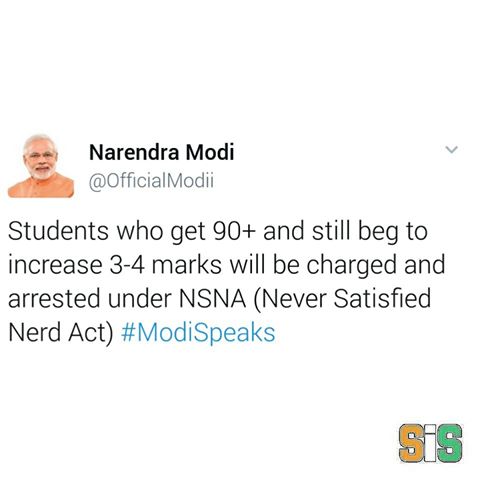 Narendra Modi
@OfficialModii
Students who get 90+ and still beg to
increase 3-4 marks will be charged and
arrested under NSNA (Never Satisfied
Nerd Act) #ModiSpeaks
SiS